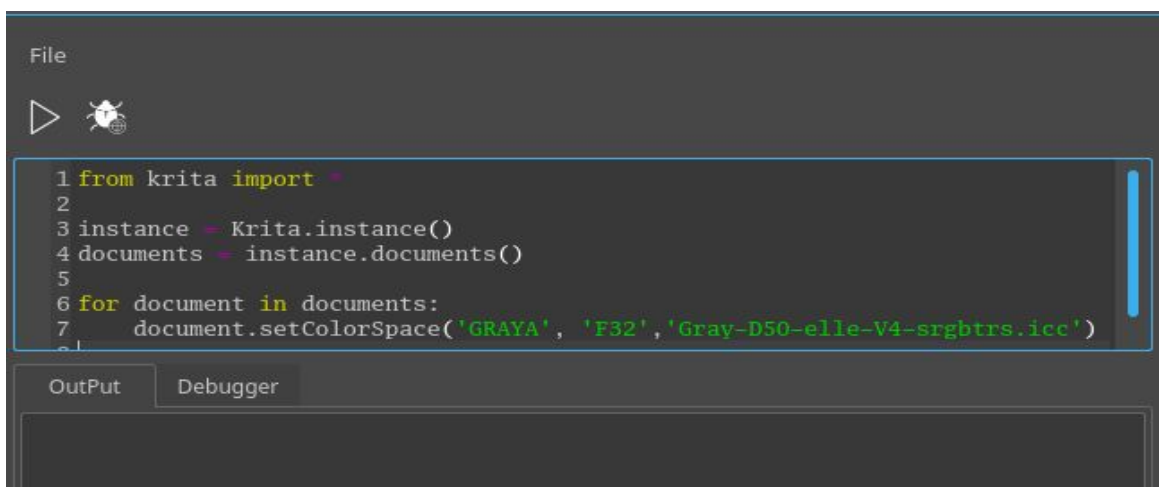 File
1 from krita import *
2
3 instance = Krita.instance()
4 documents = instance.documents()
5
6 for document in documents:
7     document.setColorSpace('GRAYA', 'F32','Gray-D50-elle-V4-srgbtrs.icc')
OutPut Debugger